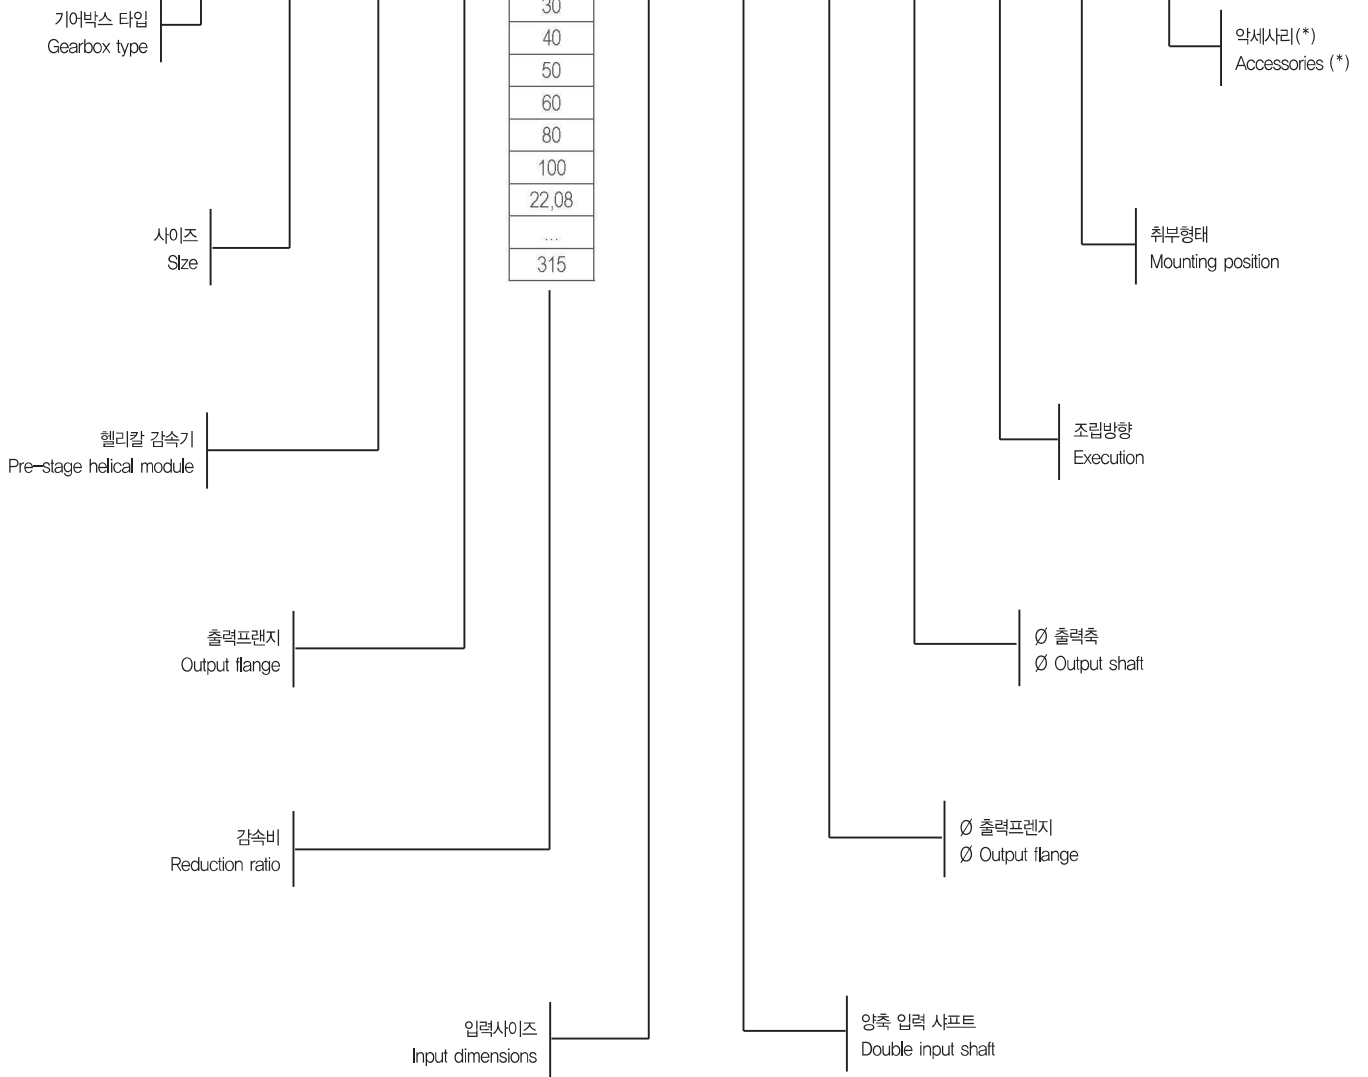 30
기어박스 타입
Gearbox type
40
악세사리(*)
Accessories (*)
50
60
80
100
22,08
...
315
사이즈
Size
취부형태
Mounting position
헬리칼 감속기
Pre-stage helical module
조립방향
Execution
출력프랜지
Output flange
Ø 출력축
Ø Output shaft
감속비
Reduction ratio
Ø 출력프렌지
Ø Output flange
입력사이즈
Input dimensions
양축 입력 샤프트
Double input shaft